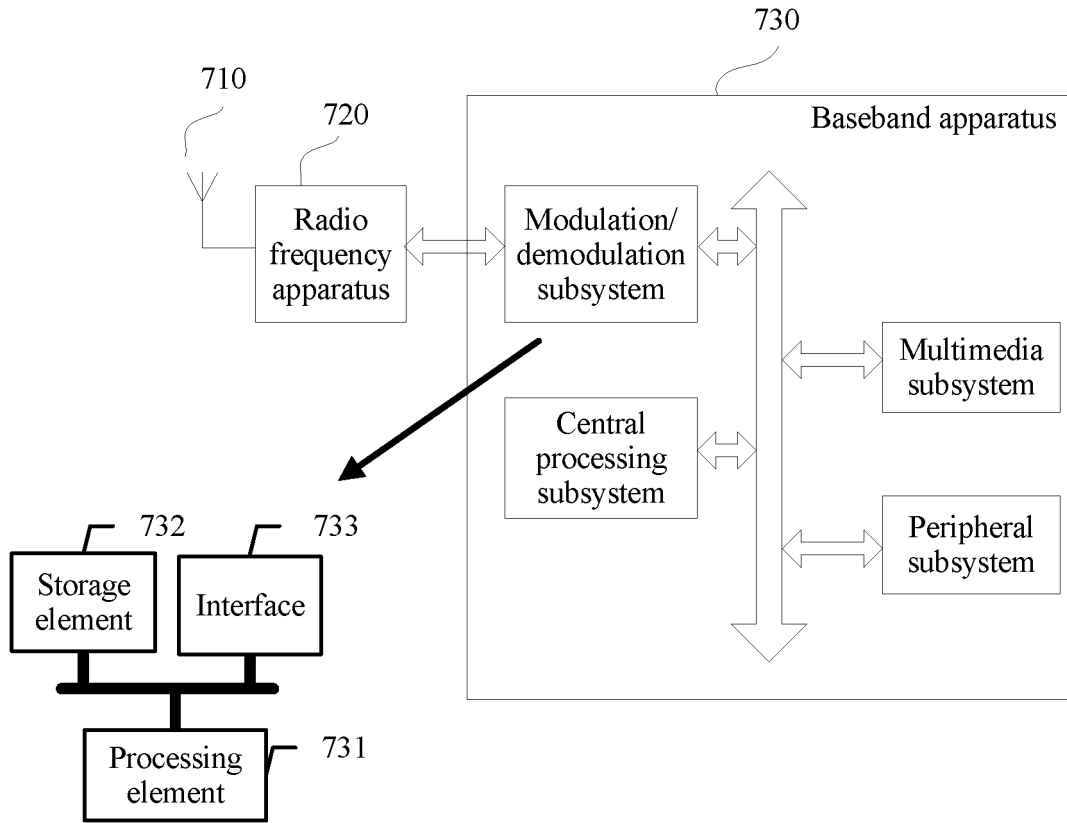 730
710
720
Baseband apparatus
Radio
frequency
apparatus
Modulation/
demodulation
subsystem
Multimedia
subsystem
Central
processing
subsystem
Peripheral
subsystem
732
733
Storage
element
Interface
731
Processing
element